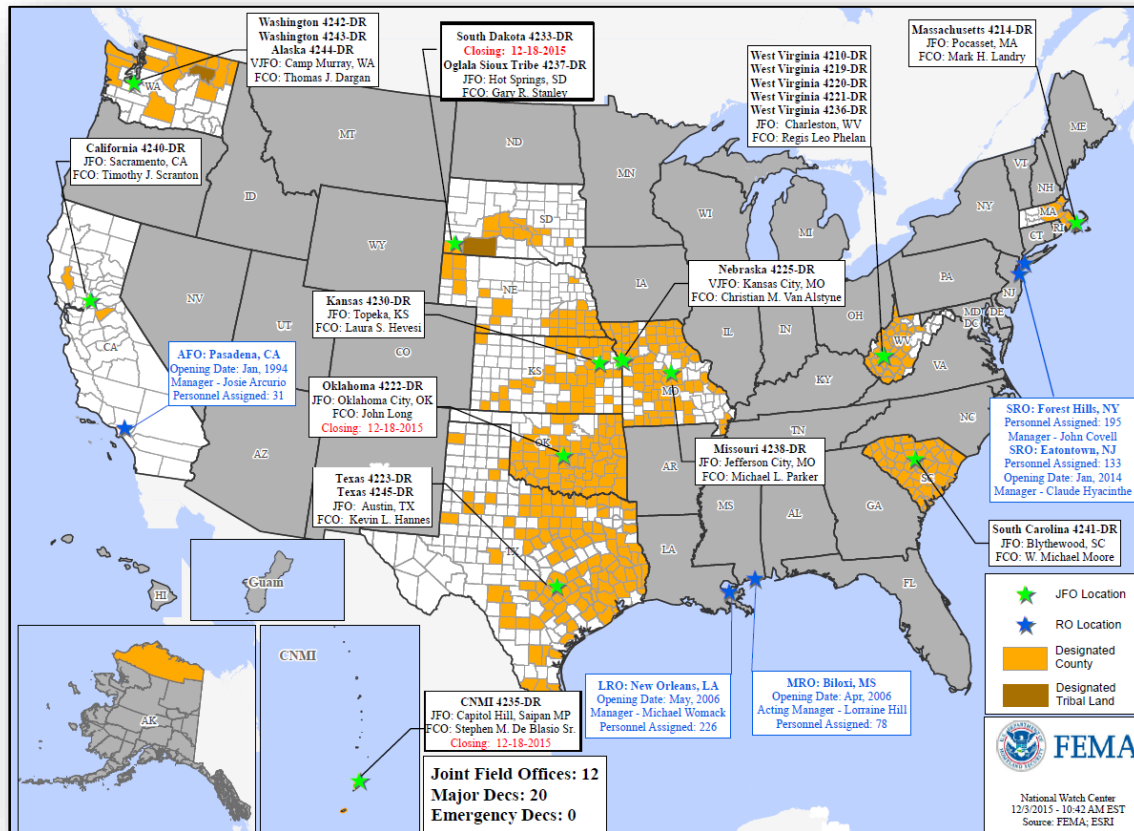 Washington 4242-DR
Washington 4243-DR
Alaska 4244-DR
VJFO: Camp Murray, WA
FCO: Thomas J. Dargan
South Dakota 4233-DR
Closing: 12-18-2015
Oglala Sioux Tribe 4237-DR
JFO: Hot Springs, SD
FCO: Gary R. Stanley
West Virginia 4210-DR
West Virginia 4219-DR
West Virginia 4220-DR
West Virginia 4221-DR
West Virginia 4236-DR
JFO: Charleston, WV
FCO: Regis Leo Phelan
Massachusetts 4214-DR
JFO: Pocasset, MA
FCO: Mark H. Landry
California 4240-DR
JFO: Sacramento, CA
FCO: Timothy J. Scranton
Nebraska 4225-DR
VJFO: Kansas City, MO
FCO: Christian M. Van Alstyne
Kansas 4230-DR
JFO: Topeka, KS
FCO: Laura S. Hevesi
AFO: Pasadena, CA
Opening Date: Jan, 1994
Manager - Josie Arcurio
Personnel Assigned: 31
Oklahoma 4222-DR
JFO: Oklahoma City, OK
FCO: John Long
Closing: 12-18-2015
Texas 4223-DR
Texas 4245-DR
JFO: Austin, TX
FCO: Kevin L. Hannes
Missouri 4238-DR
JFO: Jefferson City, MO
FCO: Michael L. Parker
SRO: Forest Hills, NY
Personnel Assigned: 195
Manager - John Covell
SRO: Eatontown, NJ
Personnel Assigned: 133
Opening Date: Jan, 2014
Manager - Claude Hyacinthe
South Carolina 4241-DR
JFO: Blythewood, SC
FCO: W. Michael Moore
LRO: New Orleans, LA
Opening Date: May, 2006
Manager - Michael Womack
Personnel Assigned: 226
MRO: Biloxi, MS
Opening Date: Apr, 2006
Acting Manager - Lorraine Hill
Personnel Assigned: 78
CNMI 4235-DR
JFO: Capitol Hill, Saipan MP
FCO: Stephen M. De Blasio Sr.
Closing: 12-18-2015
Joint Field Offices: 12
Major Decs: 20
Emergency Decs: 0
WA
MT
ND
MN
ME
VT
NH
NY
MA
RI
CT
ID
SD
WI
MI
WY
IA
PA
NJ
NE
NV
UT
CO
IL
IN
OH
MD
DE
DC
WV
VA
KS
MO
KY
CA
NC
TN
OK
AR
SC
AZ
MS
AL
GA
TX
LA
FL
HI
Guam
AK
CNMI
JFO Location
RO Location
Designated
County
Designated
Tribal Land
FEMA
National Watch Center
12/3/2015 - 10:42 AM EST
Source: FEMA; ESRI